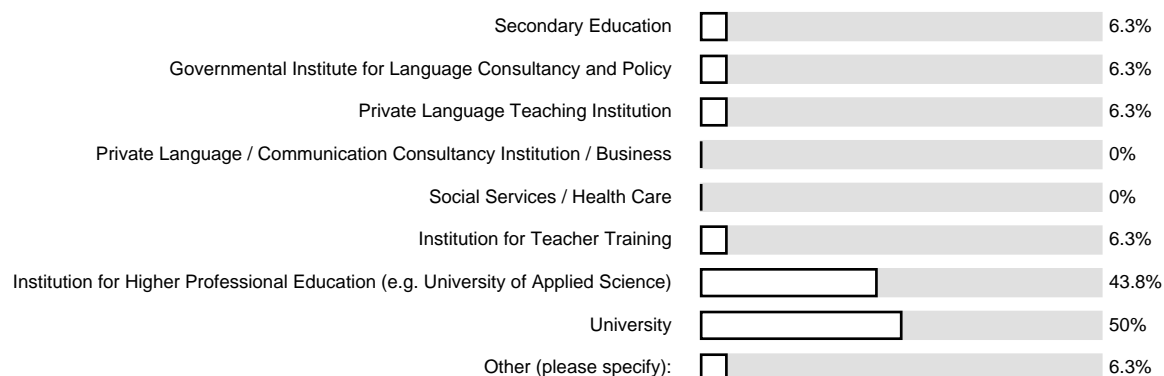 Secondary Education 6.3%
Governmental Institute for Language Consultancy and Policy 6.3%
Private Language Teaching Institution 6.3%
Private Language / Communication Consultancy Institution / Business 0%
Social Services / Health Care 0%
Institution for Teacher Training 6.3%
Institution for Higher Professional Education (e.g. University of Applied Science) 43.8%
University 50%
Other (please specify): 6.3%